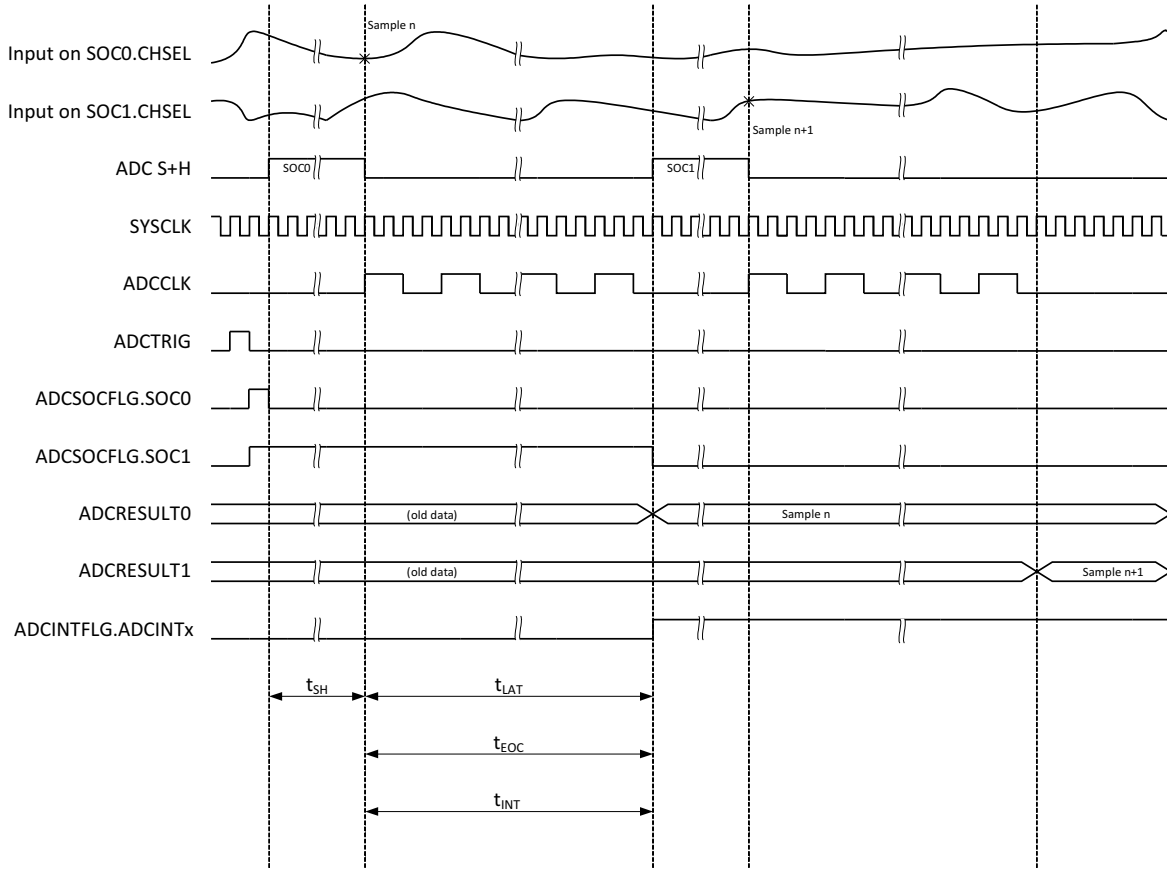 Sample n
Input on SOC0.CHSEL
Input on SOC1.CHSEL
Sample n+1
ADC S+H
SOC0
SOC1
SYSCLK
ADCCLK
ADCTRIG
ADCSOCFLG.SOC0
ADCSOCFLG.SOC1
ADCRESULT0
(old data)
Sample n
ADCRESULT1
(old data)
Sample n+1
ADCINTFLG.ADCINTx
tSH
tLAT
tEOC
tINT